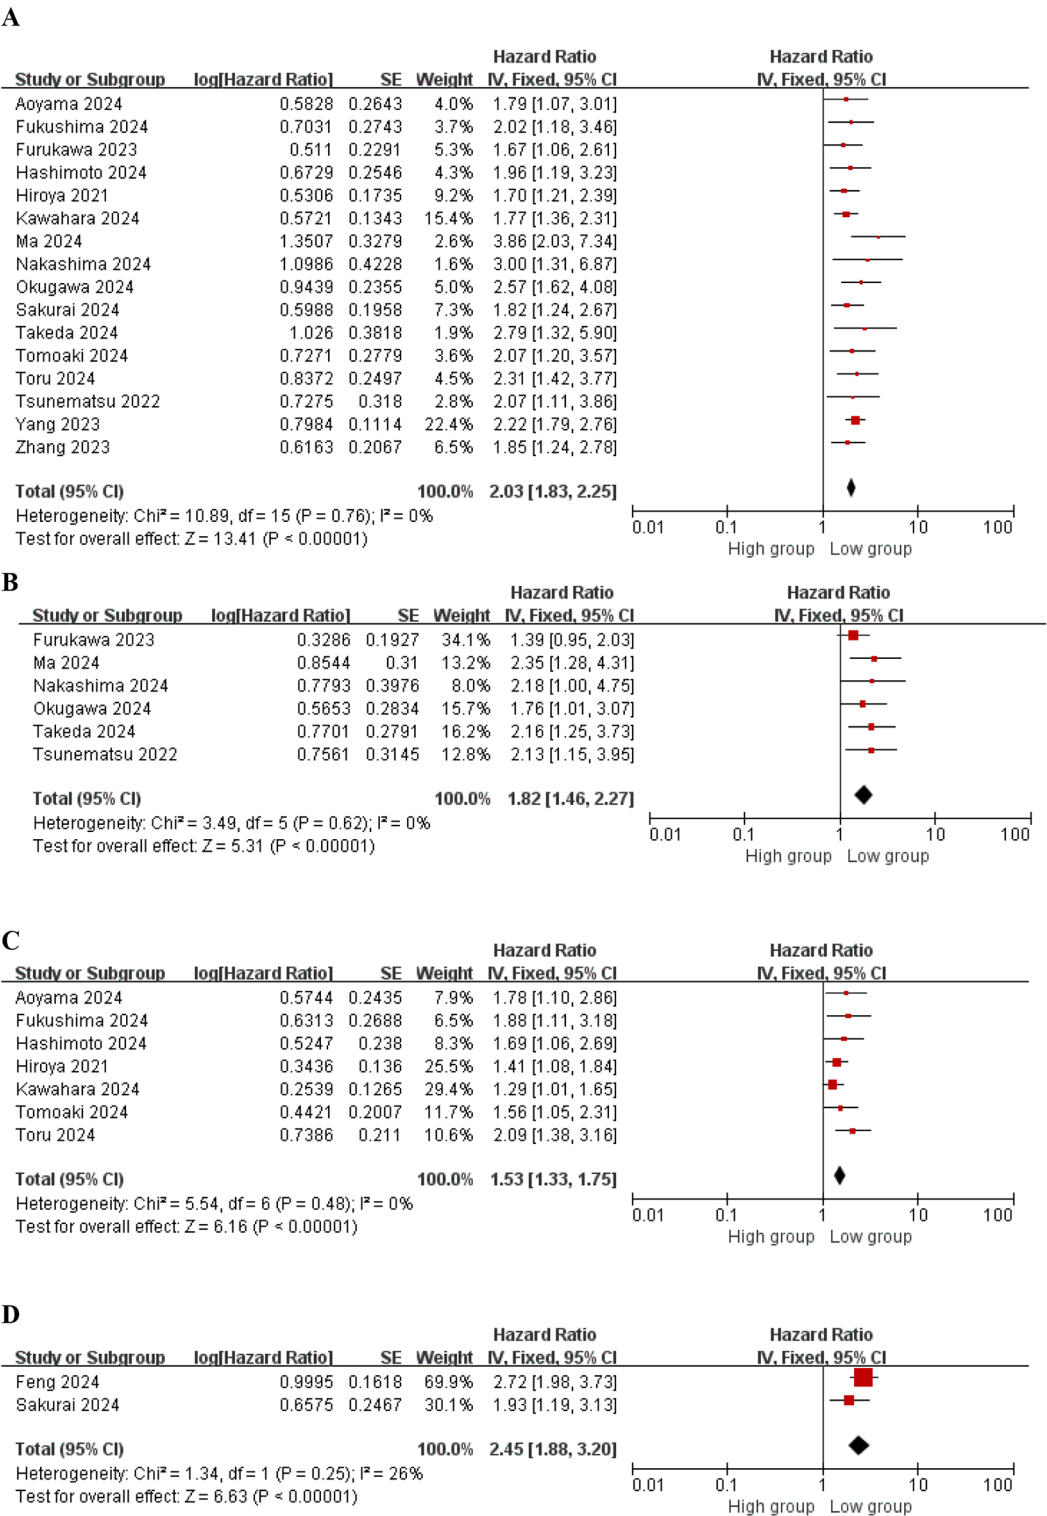 A
Hazard Ratio Hazard Ratio
Study or Subgroup log[Hazard Ratio] SE Weight IV, Fixed, 95% CI IV, Fixed, 95% CI
Aoyama 2024 0.5828 0.2643 4.0% 1.79 [1.07, 3.01]
Fukushima 2024 0.7031 0.2743 3.7% 2.02 [1.18, 3.46]
Furukawa 2023 0.511 0.2291 5.3% 1.67 [1.06, 2.61]
Hashimoto 2024 0.6729 0.2546 4.3% 1.96 [1.19, 3.23]
Hiroya 2021 0.5306 0.1735 9.2% 1.70 [1.21, 2.39]
Kawahara 2024 0.5721 0.1343 15.4% 1.77 [1.36, 2.31]
Ma 2024 1.3507 0.3279 2.6% 3.86 [2.03, 7.34]
Nakashima 2024 1.0986 0.4228 1.6% 3.00 [1.31, 6.87]
Okugawa 2024 0.9439 0.2355 5.0% 2.57 [1.62, 4.08]
Sakurai 2024 0.5988 0.1958 7.3% 1.82 [1.24, 2.67]
Takeda 2024 1.026 0.3818 1.9% 2.79 [1.32, 5.90]
Tomoaki 2024 0.7271 0.2779 3.6% 2.07 [1.20, 3.57]
Toru 2024 0.8372 0.2497 4.5% 2.31 [1.42, 3.77]
Tsunematsu 2022 0.7275 0.318 2.8% 2.07 [1.11, 3.86]
Yang 2023 0.7984 0.1114 22.4% 2.22 [1.79, 2.76]
Zhang 2023 0.6163 0.2067 6.5% 1.85 [1.24, 2.78]
Total (95% CI) 100.0% 2.03 [1.83, 2.25]
Heterogeneity: Chi² = 10.89, df = 15 (P = 0.76); I² = 0%
Test for overall effect: Z = 13.41 (P < 0.00001)
0.01 0.1 1 10 100
High group Low group
B
Hazard Ratio Hazard Ratio
Study or Subgroup log[Hazard Ratio] SE Weight IV, Fixed, 95% CI IV, Fixed, 95% CI
Furukawa 2023 0.3286 0.1927 34.1% 1.39 [0.95, 2.03]
Ma 2024 0.8544 0.31 13.2% 2.35 [1.28, 4.31]
Nakashima 2024 0.7793 0.3976 8.0% 2.18 [1.00, 4.75]
Okugawa 2024 0.5653 0.2834 15.7% 1.76 [1.01, 3.07]
Takeda 2024 0.7701 0.2791 16.2% 2.16 [1.25, 3.73]
Tsunematsu 2022 0.7561 0.3145 12.8% 2.13 [1.15, 3.95]
Total (95% CI) 100.0% 1.82 [1.46, 2.27]
Heterogeneity: Chi² = 3.49, df = 5 (P = 0.62); I² = 0%
Test for overall effect: Z = 5.31 (P < 0.00001)
0.01 0.1 1 10 100
High group Low group
C
Hazard Ratio Hazard Ratio
Study or Subgroup log[Hazard Ratio] SE Weight IV, Fixed, 95% CI IV, Fixed, 95% CI
Aoyama 2024 0.5744 0.2435 7.9% 1.78 [1.10, 2.86]
Fukushima 2024 0.6313 0.2688 6.5% 1.88 [1.11, 3.18]
Hashimoto 2024 0.5247 0.238 8.3% 1.69 [1.06, 2.69]
Hiroya 2021 0.3436 0.136 25.5% 1.41 [1.08, 1.84]
Kawahara 2024 0.2539 0.1265 29.4% 1.29 [1.01, 1.65]
Tomoaki 2024 0.4421 0.2007 11.7% 1.56 [1.05, 2.31]
Toru 2024 0.7386 0.211 10.6% 2.09 [1.38, 3.16]
Total (95% CI) 100.0% 1.53 [1.33, 1.75]
Heterogeneity: Chi² = 5.54, df = 6 (P = 0.48); I² = 0%
Test for overall effect: Z = 6.16 (P < 0.00001)
0.01 0.1 1 10 100
High group Low group
D
Hazard Ratio Hazard Ratio
Study or Subgroup log[Hazard Ratio] SE Weight IV, Fixed, 95% CI IV, Fixed, 95% CI
Feng 2024 0.9995 0.1618 69.9% 2.72 [1.98, 3.73]
Sakurai 2024 0.6575 0.2467 30.1% 1.93 [1.19, 3.13]
Total (95% CI) 100.0% 2.45 [1.88, 3.20]
Heterogeneity: Chi² = 1.34, df = 1 (P = 0.25); I² = 26%
Test for overall effect: Z = 6.63 (P < 0.00001)
0.01 0.1 1 10 100
High group Low group